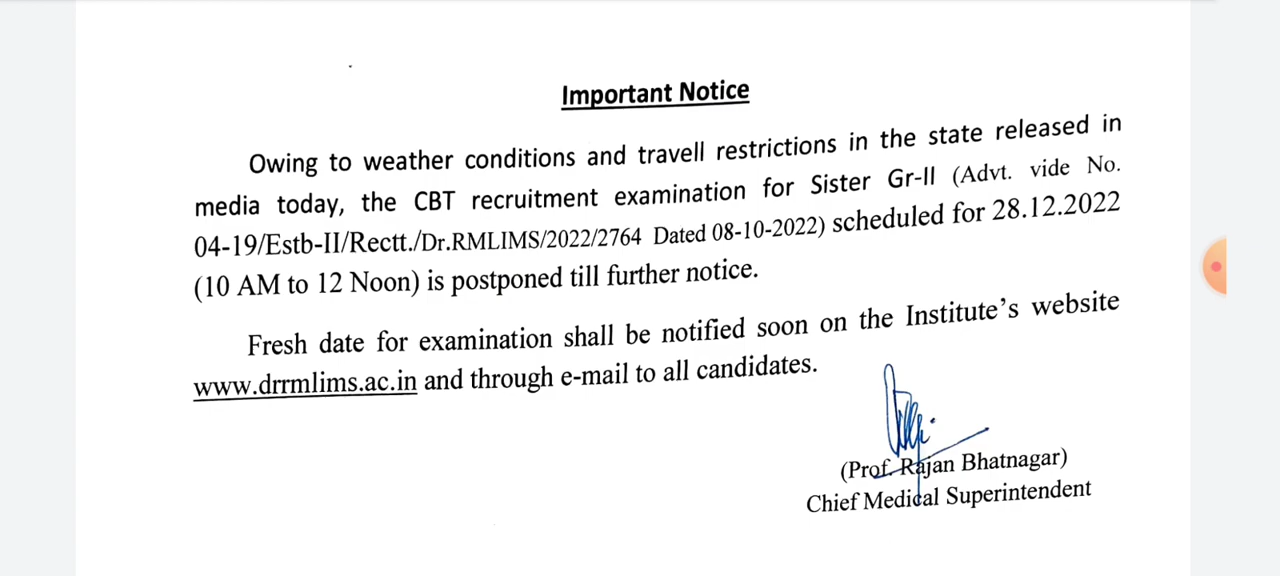 Important Notice
Owing to weather conditions and travell restrictions in the state released in
media today, the CBT recruitment examination for Sister Gr-II (Advt. vide No.
04-19/Estb-II/Rectt./Dr.RMLIMS/2022/2764 Dated 08-10-2022) scheduled for 28.12.2022
(10 AM to 12 Noon) is postponed till further notice.
Fresh date for examination shall be notified soon on the Institute's website
www.drrmlims.ac.in and through e-mail to all candidates.
(Prof. Rajan Bhatnagar)
Chief Medical Superintendent